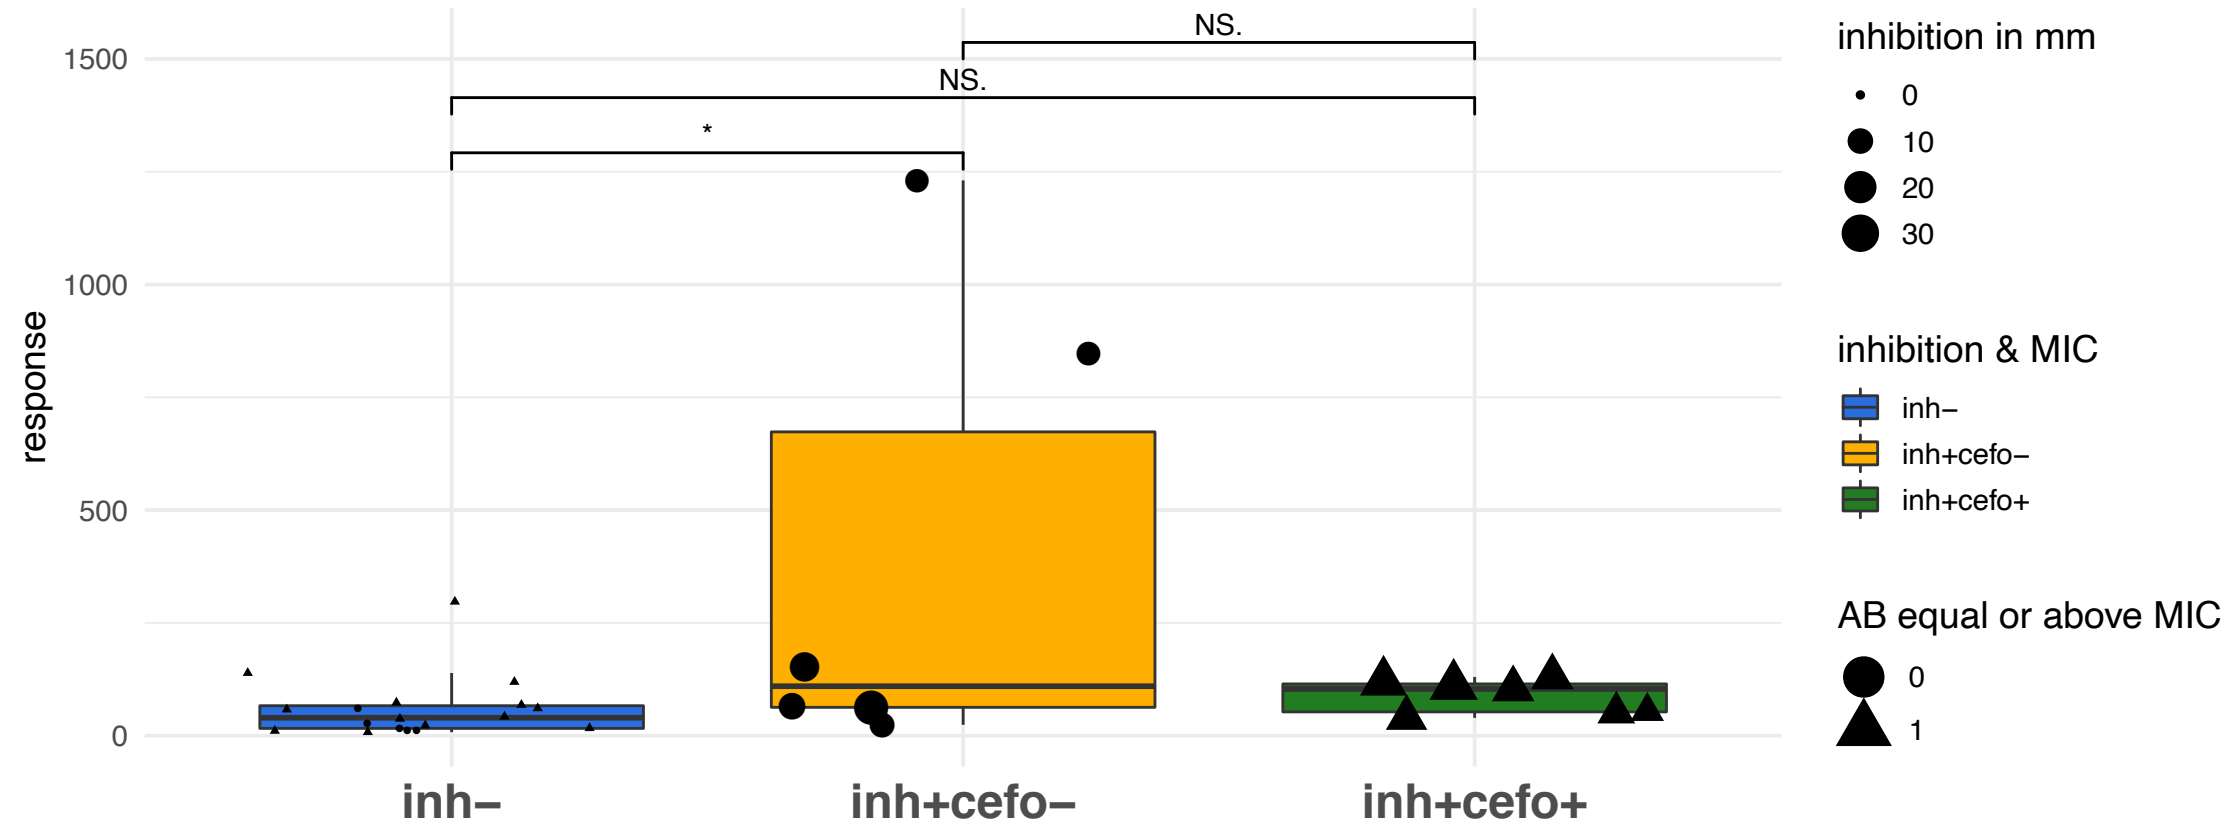 NS.
NS.
*
1500
1000
500
0
response
inh−
inh+cefo−
inh+cefo+
inhibition in mm
0
10
20
30
inhibition & MIC
inh−
inh+cefo−
inh+cefo+
AB equal or above MIC
0
1